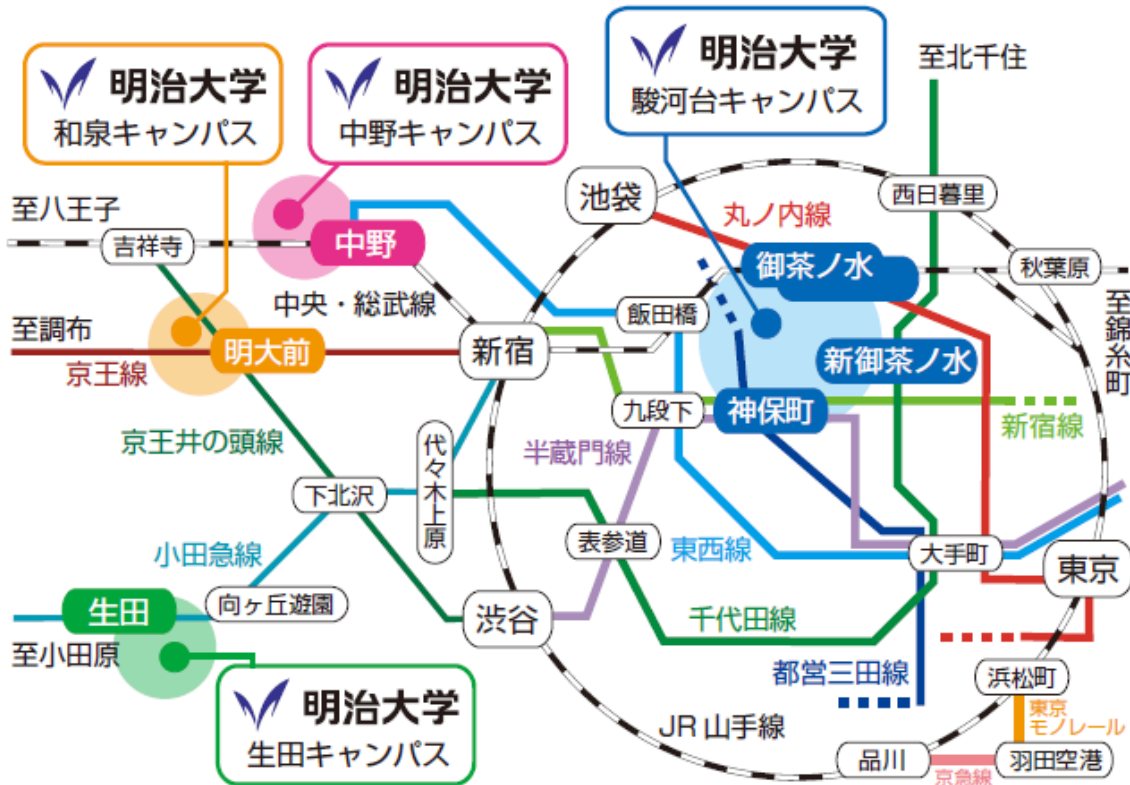 明治大学
和泉キャンパス
明治大学
中野キャンパス
明治大学
駿河台キャンパス
至北千住
至八王子
吉祥寺
中野
池袋
丸ノ内線
西日暮里
御茶ノ水
秋葉原
中央・総武線
飯田橋
至錦糸町
至調布
京王線
明大前
新宿
新御茶ノ水
九段下
神保町
新宿線
京王井の頭線
代々木上原
半蔵門線
下北沢
小田急線
表参道
東西線
大手町
東京
生田
向ヶ丘遊園
渋谷
千代田線
至小田原
都営三田線
浜松町
明治大学
生田キャンパス
JR 山手線
東京
モノレール
品川
京急線
羽田空港